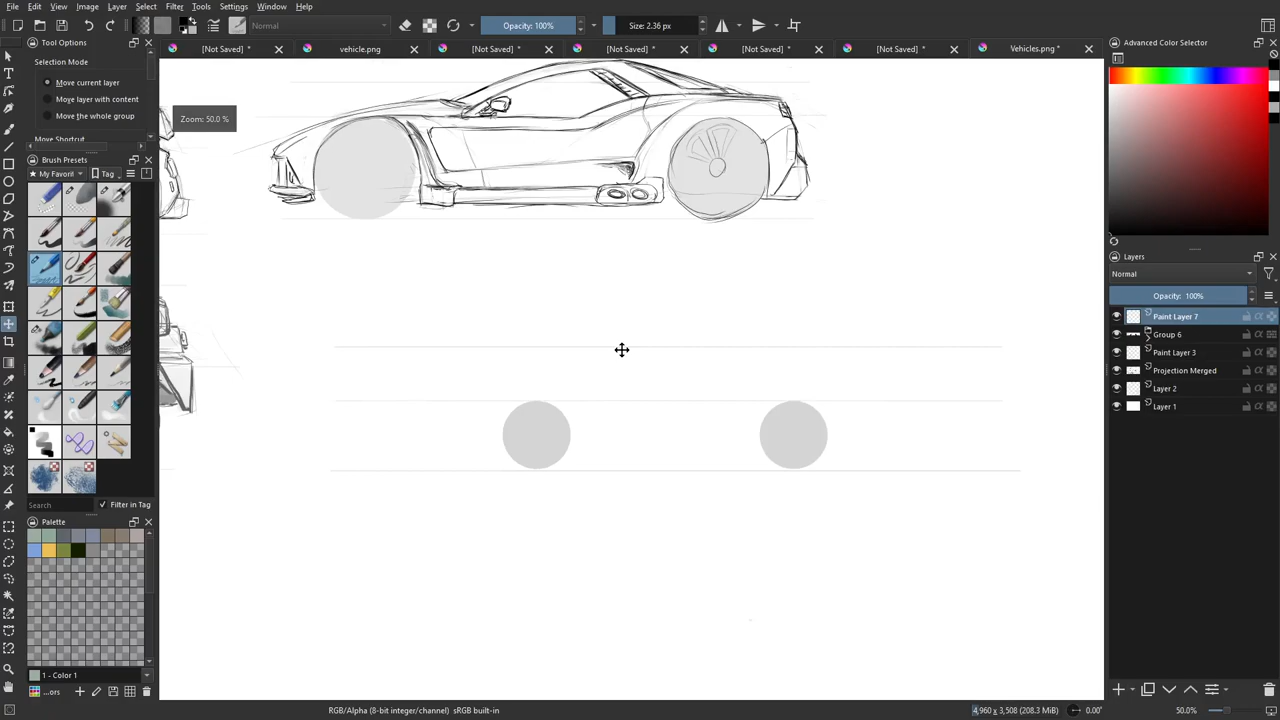 File Edit View Image Layer Select Filter Tools Settings Window Help
Normal Opacity: 100% Size: 2.36 px
Tool Options
[Not Saved] * vehicle.png [Not Saved] * [Not Saved] * [Not Saved] * [Not Saved] * Vehicles.png *
Advanced Color Selector
Selection Mode
Move current layer
Move layer with content
Move the whole group
Move Shortcut
Zoom: 50.0 %
Brush Presets
My Favorit Tag
Search Filter in Tag
Palette
1 - Color 1
...ors
Layers
Normal
Opacity: 100%
Paint Layer 7
Group 6
Paint Layer 3
Projection Merged
Layer 2
Layer 1
RGB/Alpha (8-bit integer/channel) sRGB built-in
4,960 x 3,508 (208.3 MiB) 0.00° 50.0%